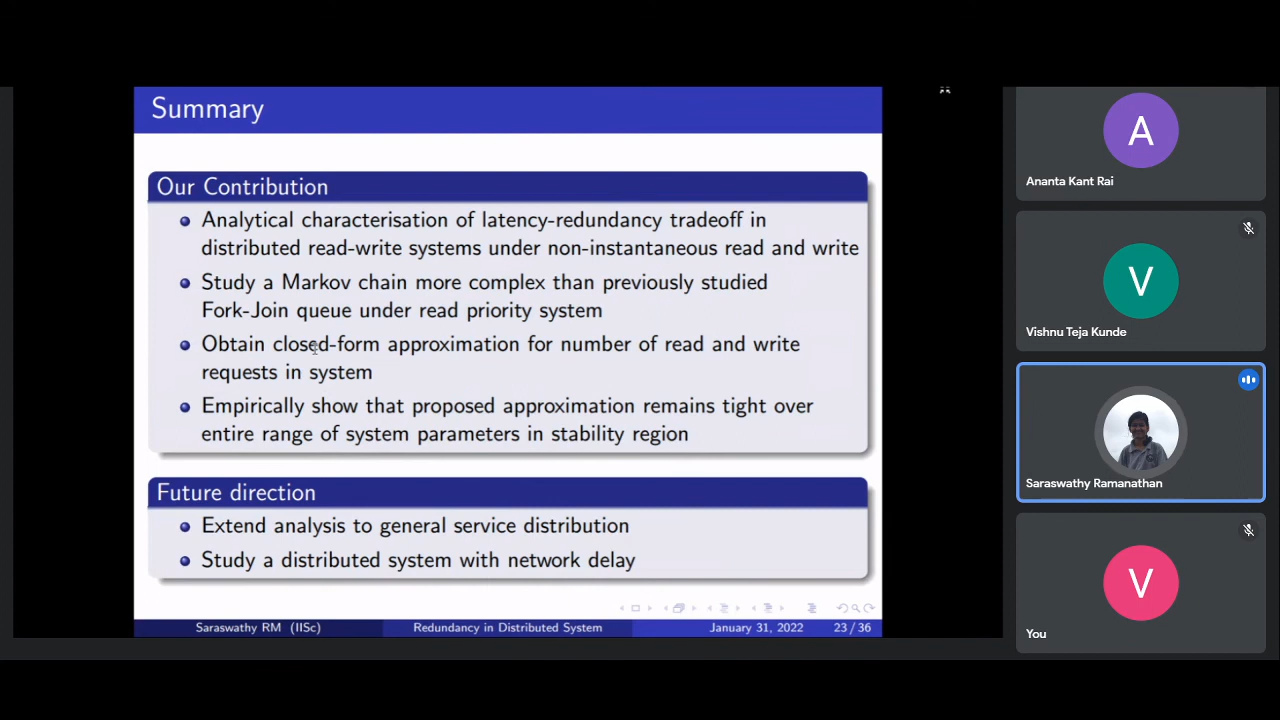 Summary
Our Contribution
Analytical characterisation of latency-redundancy tradeoff in
distributed read-write systems under non-instantaneous read and write
Study a Markov chain more complex than previously studied
Fork-Join queue under read priority system
Obtain closed-form approximation for number of read and write
requests in system
Empirically show that proposed approximation remains tight over
entire range of system parameters in stability region
Future direction
Extend analysis to general service distribution
Study a distributed system with network delay
Saraswathy RM (IISc) Redundancy in Distributed System January 31, 2022 23 / 36
A
Ananta Kant Rai
V
Vishnu Teja Kunde
Saraswathy Ramanathan
V
You